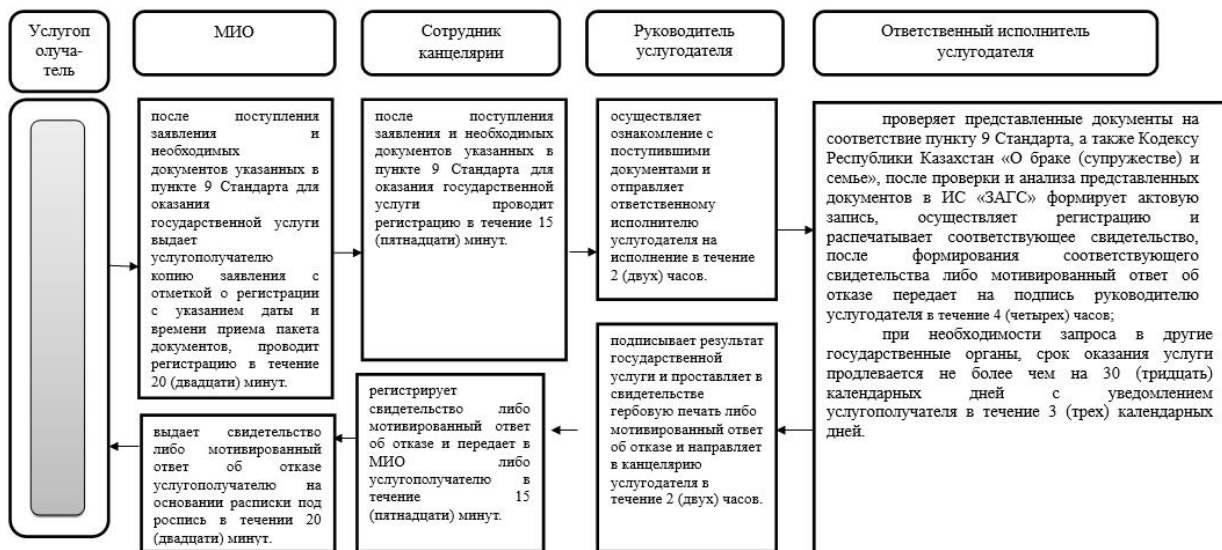 Услугоп
олуча-
тель
МИО
Сотрудник
канцелярии
Руководитель
услугодателя
Ответственный исполнитель
услугодателя
после поступления
заявления и
необходимых
документов указанных в
пункте 9 Стандарта для
оказания
государственной услуги
выдает
услугополучателю
копию заявления с
отметкой о регистрации
с указанием даты и
времени приема пакета
документов, проводит
регистрацию в течение
20 (двадцати) минут.
после поступления
заявления и необходимых
документов указанных в
пункте 9 Стандарта для
оказания государственной
услуги проводит
регистрацию в течение 15
(пятнадцати) минут.
осуществляет
ознакомление с
поступившими
документами и
отправляет
ответственному
исполнителю
услугодателя на
исполнение в течение
2 (двух) часов.
проверяет представленные документы на
соответствие пункту 9 Стандарта, а также Кодексу
Республики Казахстан «О браке (супружестве) и
семье», после проверки и анализа представленных
документов в ИС «ЗАГС» формирует актовую
запись, осуществляет регистрацию и
распечатывает соответствующее свидетельство,
после формирования соответствующего
свидетельства либо мотивированный ответ об
отказе передает на подпись руководителю
услугодателя в течение 4 (четырех) часов;
при необходимости запроса в другие
государственные органы, срок оказания услуги
продлевается не более чем на 30 (тридцать)
календарных дней с уведомлением
услугополучателя в течение 3 (трех) календарных
дней.
подписывает результат
государственной
услуги и проставляет в
свидетельстве
гербовую печать либо
мотивированный ответ
об отказе и направляет
в канцелярию
услугодателя в
течение 2 (двух) часов.
регистрирует
свидетельство либо
мотивированный ответ
об отказе и передает в
МИО либо
услугополучателю в
течение 15
(пятнадцати) минут.
выдает свидетельство
либо мотивированный
ответ об отказе
услугополучателю на
основании расписки под
роспись в течении 20
(двадцати) минут.